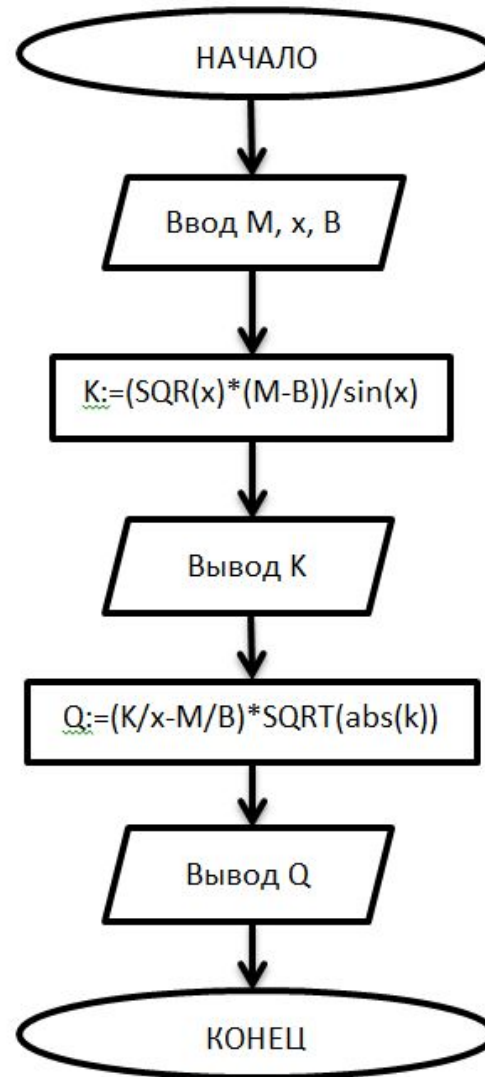 НАЧАЛО
Ввод M, x, B
K:=(SQR(x)*(M-B))/sin(x)
Вывод K
Q:=(K/x-M/B)*SQRT(abs(k))
Вывод Q
КОНЕЦ